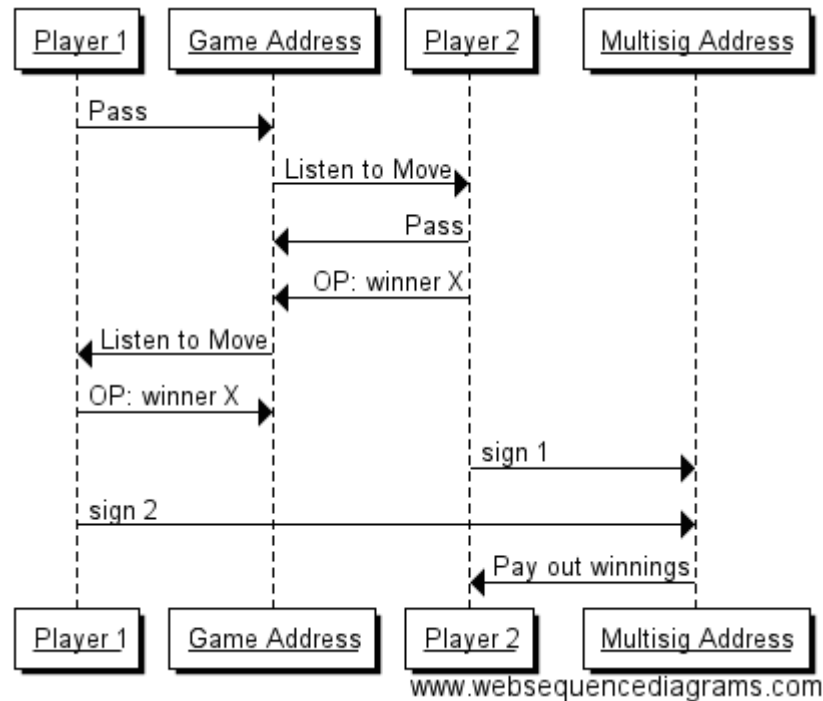 Player 1 Game Address Player 2 Multisig Address
Pass
Listen to Move
Pass
OP: winner X
Listen to Move
OP: winner X
sign 1
sign 2
Pay out winnings
Player 1 Game Address Player 2 Multisig Address
www.websequencediagrams.com